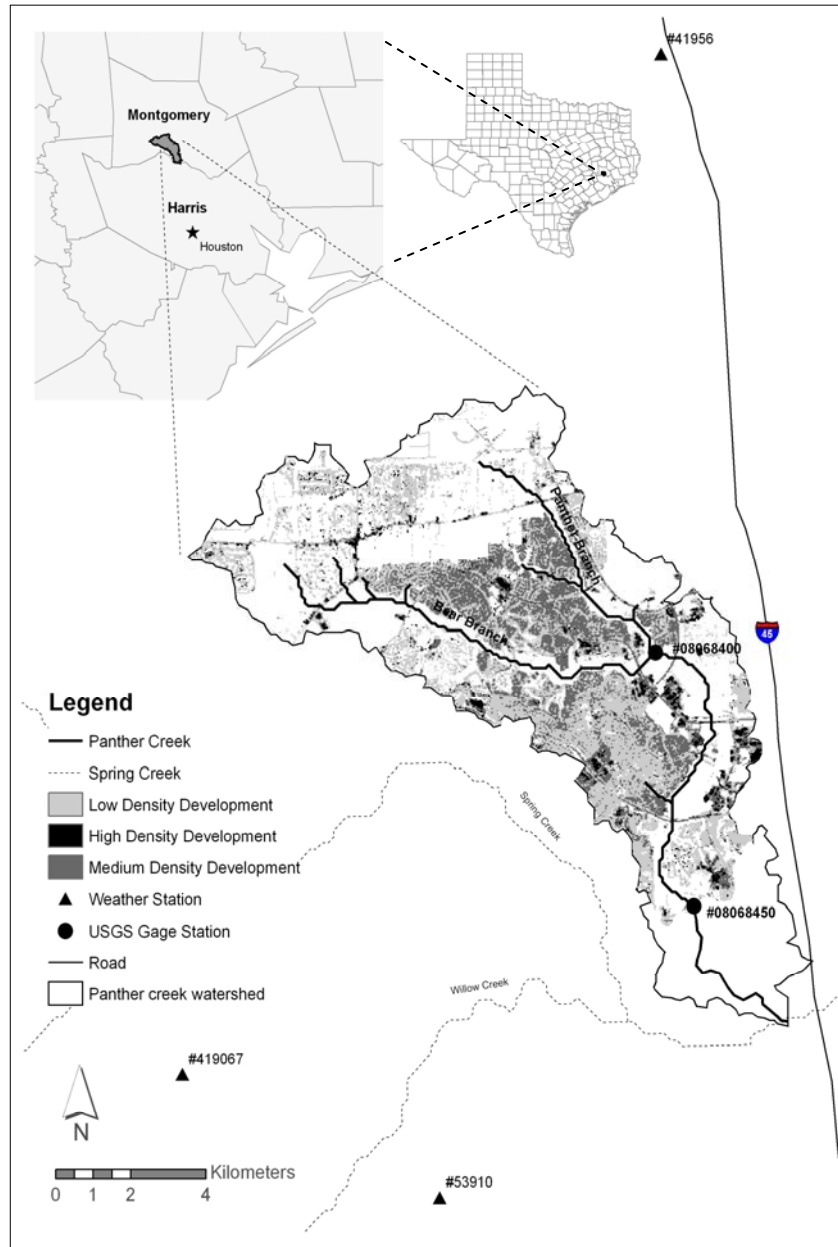 #41956
Montgomery
Harris
Houston
Panther Branch
Bear Branch
#08068400
45
Legend
Panther Creek
Spring Creek
Low Density Development
High Density Development
Medium Density Development
Weather Station
USGS Gage Station
Road
Panther creek watershed
Spring Creek
#08068450
Willow Creek
#419067
N
Kilometers
0 1 2 4
#53910